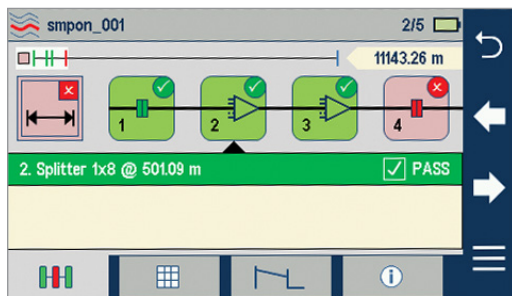 smpon_001
2/5
11143.26 m
1
2
3
4
2. Splitter 1x8 @ 501.09 m
PASS